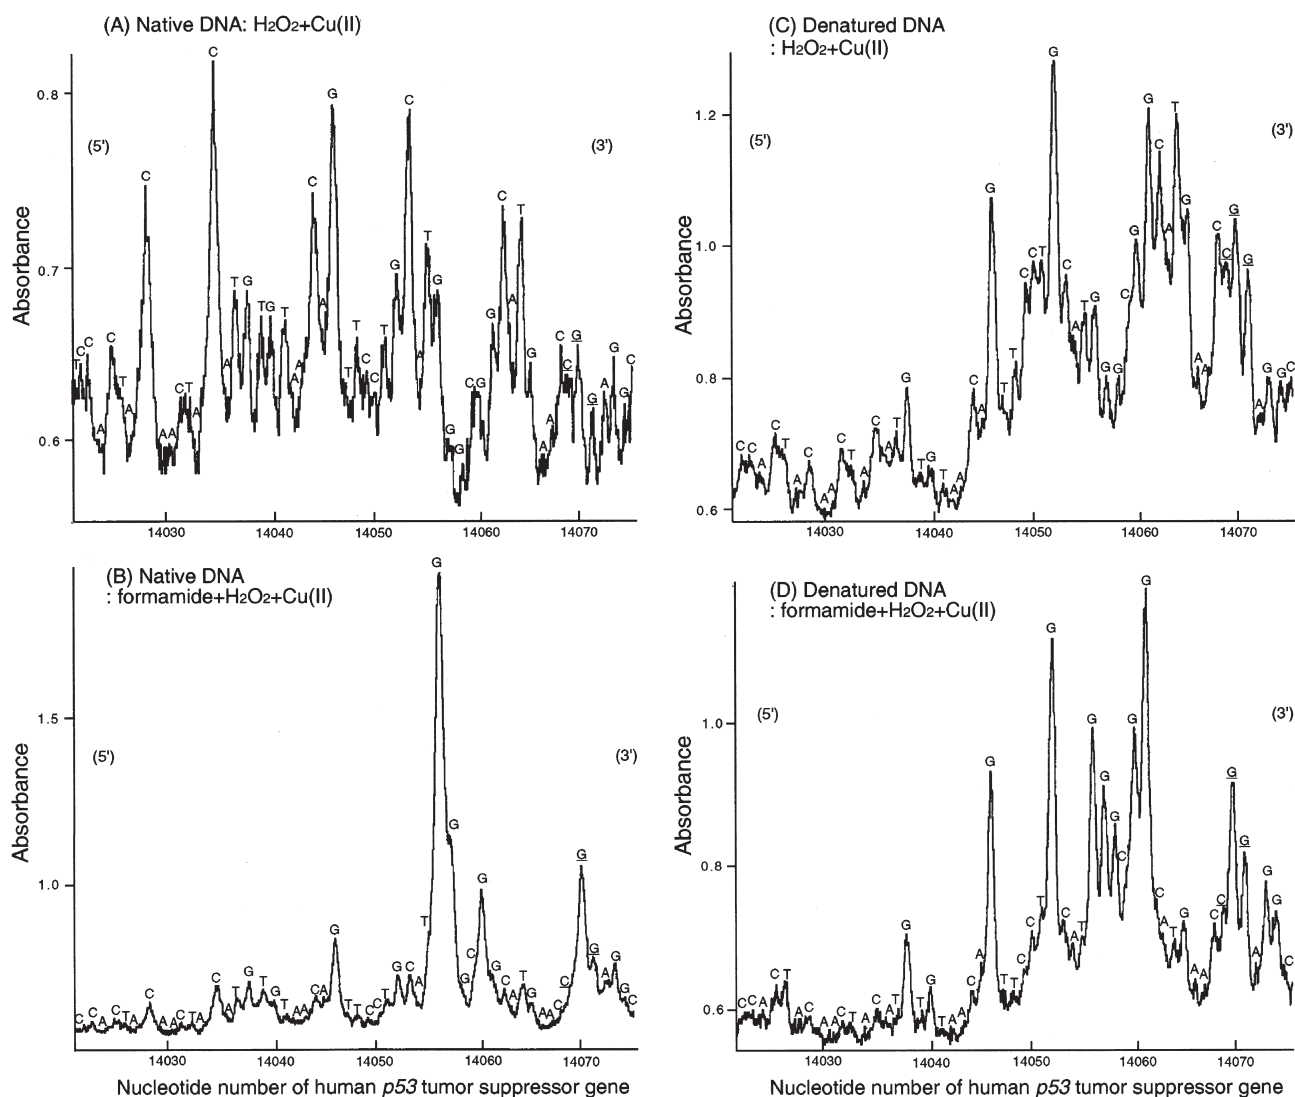 (A) Native DNA: H2O2+Cu(II)
0.8
0.7
0.6
Absorbance
(5')
(3')
T C C A C T A C A A C T A C A T G T G T A A C A G T T C C T C C A T G G G C G G C A T G A A C C G G A G G C
14030 14040 14050 14060 14070
(C) Denatured DNA
: H2O2+Cu(II)
1.2
1.0
0.8
0.6
Absorbance
(5')
(3')
C C A C T A A C A A C T A C A T G T G T A A C A G T T C C T G C A T G G G C G G C A T G A A C C G G A G G C
14030 14040 14050 14060 14070
(B) Native DNA
: formamide+H2O2+Cu(II)
1.5
1.0
Absorbance
(5')
(3')
C C A C T A C A A C T A C A T G T G T A A C A G T T C C T G C A T G G G C G G C T G A A C C G G A G G C
14030 14040 14050 14060 14070
Nucleotide number of human p53 tumor suppressor gene
(D) Denatured DNA
: formamide+H2O2+Cu(II)
1.0
0.8
0.6
Absorbance
(5')
(3')
C C A C T A A C A A C T A C A T G T G T A A C A G T T C C T G C A T G G G C G G C A T G A A C C G G A G G C
14030 14040 14050 14060 14070
Nucleotide number of human p53 tumor suppressor gene